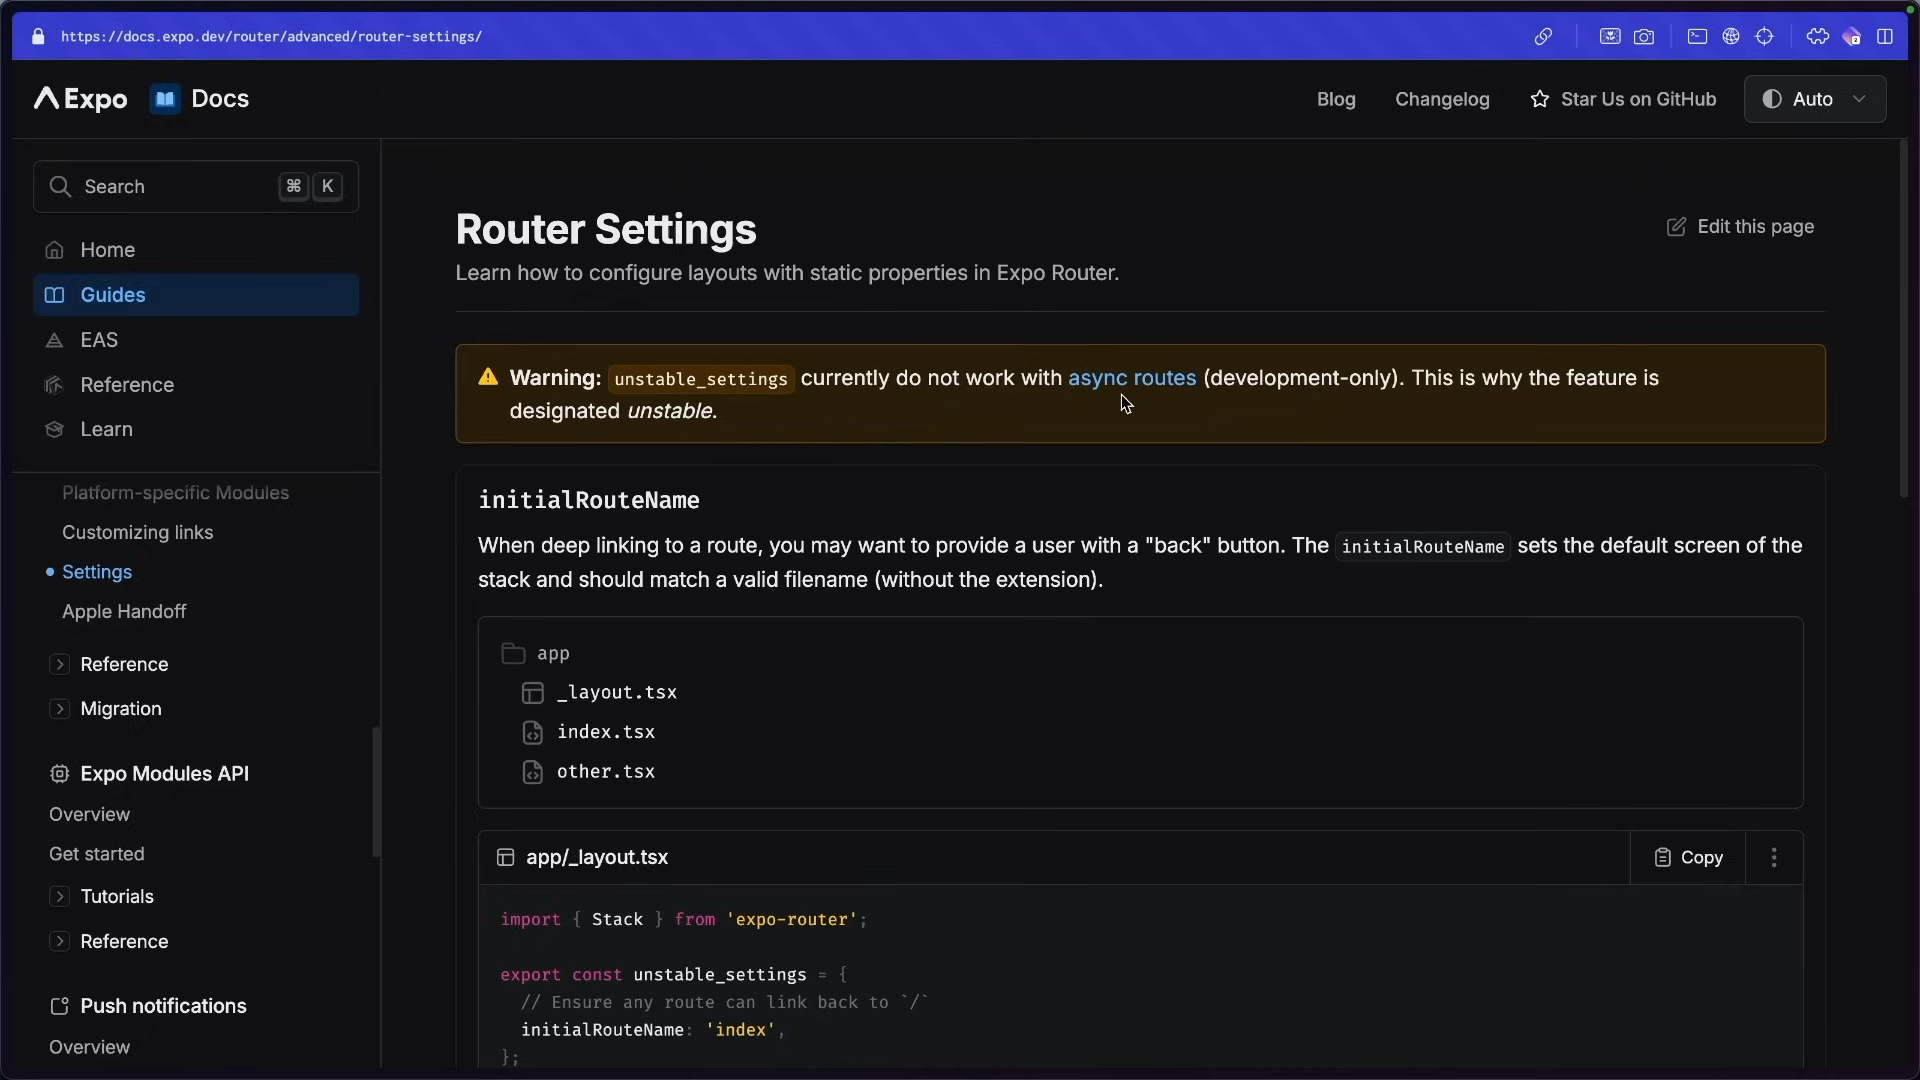 https://docs.expo.dev/router/advanced/router-settings/
Expo Docs
Blog
Changelog
Star Us on GitHub
Auto
Search ⌘ K
Home
Guides
EAS
Reference
Learn
Platform-specific Modules
Customizing links
Settings
Apple Handoff
Reference
Migration
Expo Modules API
Overview
Get started
Tutorials
Reference
Push notifications
Overview
Router Settings
Edit this page
Learn how to configure layouts with static properties in Expo Router.
Warning: unstable_settings currently do not work with async routes (development-only). This is why the feature is
designated unstable.
initialRouteName
When deep linking to a route, you may want to provide a user with a "back" button. The initialRouteName sets the default screen of the
stack and should match a valid filename (without the extension).
app
_layout.tsx
index.tsx
other.tsx
app/_layout.tsx
Copy
import { Stack } from 'expo-router';
export const unstable_settings = {
// Ensure any route can link back to `/`
initialRouteName: 'index',
};